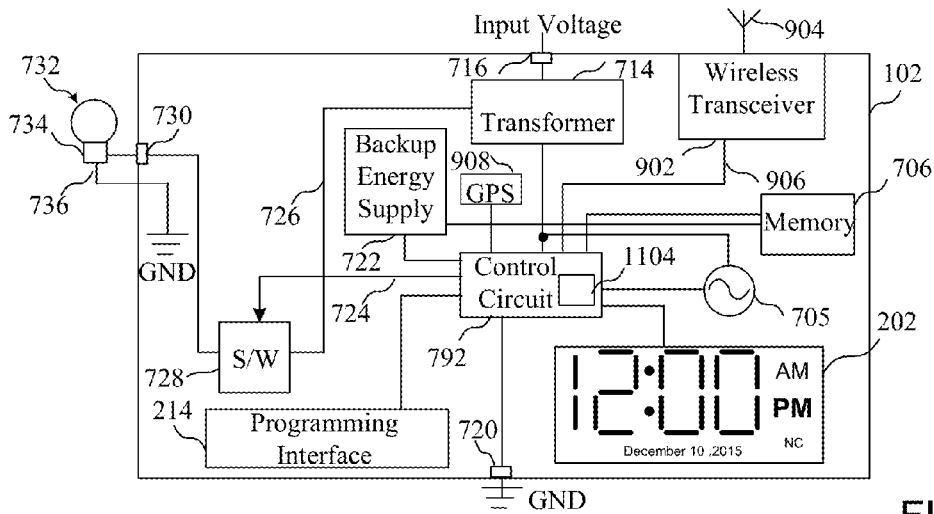 Input Voltage
904
732
716
714
Wireless
Transceiver
102
734
730
Transformer
Backup
Energy
Supply
908
GPS
902
906
706
736
726
Memory
GND
722
724
Control
Circuit
1104
705
S/W
792
202
728
12:00
AM
PM
NC
December 10 ,2015
214
Programming
Interface
720
GND